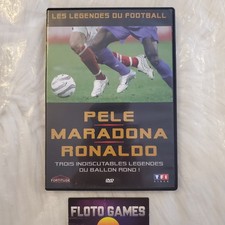 LES LEGENDES DU FOOTBALL
PELE
MARADONA
RONALDO
TROIS INDISCUTABLES LEGENDES
DU BALLON ROND !
DVD
TF1
FLOTO GAMES